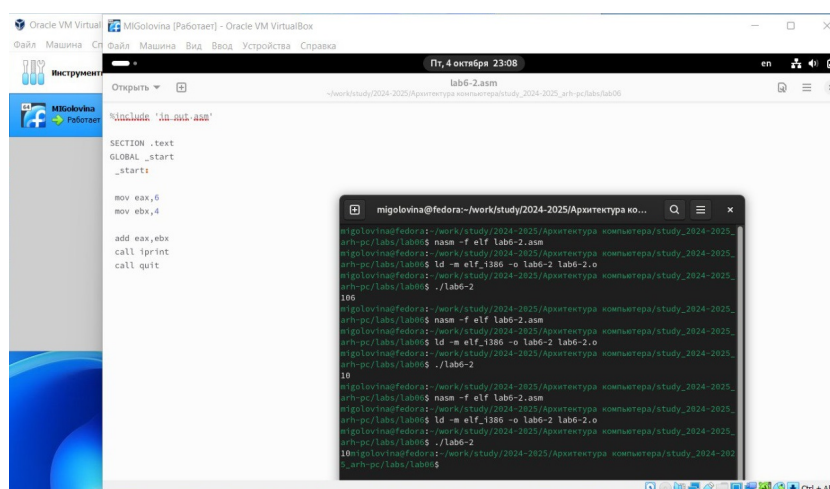 Oracle VM Virtual
MIGolovina [Работает] - Oracle VM VirtualBox
Файл Машина
Файл Машина Вид Ввод Устройства Справка
Инструмент
MIGolovina
Работает
Пт, 4 октября 23:08
en
Открыть
lab6-2.asm
~/work/study/2024-2025/Архитектура компьютера/study_2024-2025_arh-pc/labs/lab06
%include 'in_out.asm'
SECTION .text
GLOBAL _start
_start:
mov eax,6
mov ebx,4
add eax,ebx
call iprint
call quit
migolovina@fedora:~/work/study/2024-2025/Архитектура ко...
migolovina@fedora:~/work/study/2024-2025/Архитектура компьютера/study_2024-2025_
arh-pc/labs/lab06$ nasm -f elf lab6-2.asm
migolovina@fedora:~/work/study/2024-2025/Архитектура компьютера/study_2024-2025_
arh-pc/labs/lab06$ ld -m elf_i386 -o lab6-2 lab6-2.o
migolovina@fedora:~/work/study/2024-2025/Архитектура компьютера/study_2024-2025_
arh-pc/labs/lab06$ ./lab6-2
106
migolovina@fedora:~/work/study/2024-2025/Архитектура компьютера/study_2024-2025_
arh-pc/labs/lab06$ nasm -f elf lab6-2.asm
migolovina@fedora:~/work/study/2024-2025/Архитектура компьютера/study_2024-2025_
arh-pc/labs/lab06$ ld -m elf_i386 -o lab6-2 lab6-2.o
migolovina@fedora:~/work/study/2024-2025/Архитектура компьютера/study_2024-2025_
arh-pc/labs/lab06$ ./lab6-2
10
migolovina@fedora:~/work/study/2024-2025/Архитектура компьютера/study_2024-2025_
arh-pc/labs/lab06$ nasm -f elf lab6-2.asm
migolovina@fedora:~/work/study/2024-2025/Архитектура компьютера/study_2024-2025_
arh-pc/labs/lab06$ ld -m elf_i386 -o lab6-2 lab6-2.o
migolovina@fedora:~/work/study/2024-2025/Архитектура компьютера/study_2024-2025_
arh-pc/labs/lab06$ ./lab6-2
10migolovina@fedora:~/work/study/2024-2025/Архитектура компьютера/study_2024-202
5_arh-pc/labs/lab06$